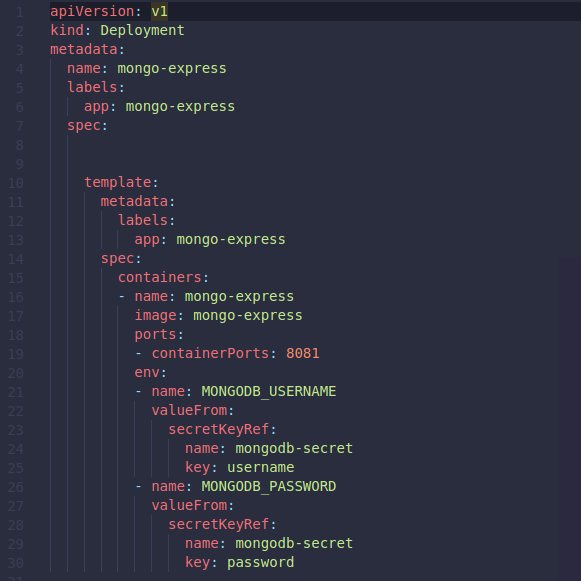 1 apiVersion: v1
2 kind: Deployment
3 metadata:
4   name: mongo-express
5   labels:
6     app: mongo-express
7   spec:
8
9
10     template:
11       metadata:
12         labels:
13           app: mongo-express
14       spec:
15         containers:
16         - name: mongo-express
17           image: mongo-express
18           ports:
19           - containerPorts: 8081
20           env:
21           - name: MONGODB_USERNAME
22             valueFrom:
23               secretKeyRef:
24                 name: mongodb-secret
25                 key: username
26           - name: MONGODB_PASSWORD
27             valueFrom:
28               secretKeyRef:
29                 name: mongodb-secret
30                 key: password